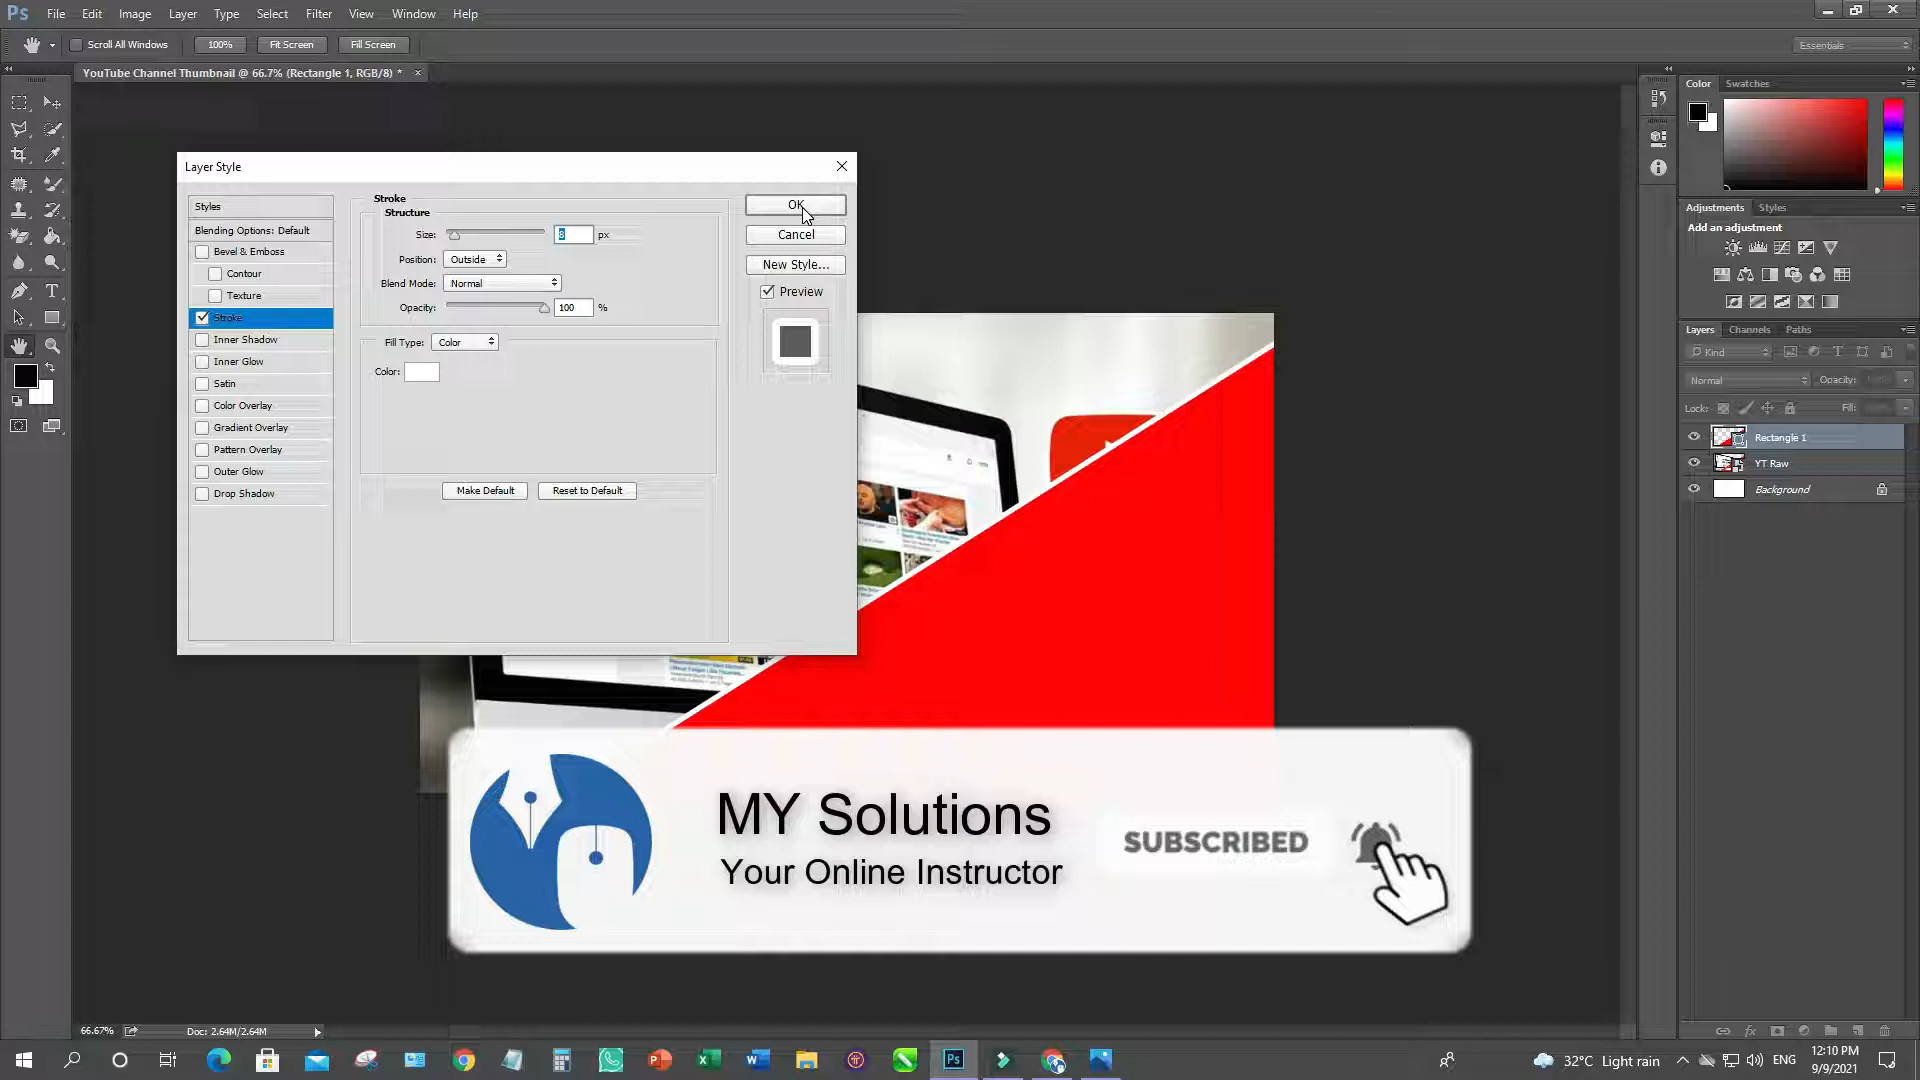 Ps File Edit Image Layer Type Select Filter View Window Help
Scroll All Windows 100% Fit Screen Fill Screen Essentials
YouTube Channel Thumbnail @ 66.7% (Rectangle 1, RGB/8) * ×
Color Swatches
Layer Style
Styles
Blending Options: Default
Bevel & Emboss
Contour
Texture
Stroke
Inner Shadow
Inner Glow
Satin
Color Overlay
Gradient Overlay
Pattern Overlay
Outer Glow
Drop Shadow
Stroke
Structure
Size: 8 px
Position: Outside
Blend Mode: Normal
Opacity: 100 %
Fill Type: Color
Color:
Make Default Reset to Default
OK
Cancel
New Style...
Preview
Adjustments Styles
Add an adjustment
Layers Channels Paths
Kind
Normal Opacity:
Lock: Fill:
Rectangle 1
YT Raw
Background
MY Solutions
Your Online Instructor
SUBSCRIBED
66.67% Doc: 2.64M/2.64M
32°C Light rain ENG 12:10 PM
9/9/2021